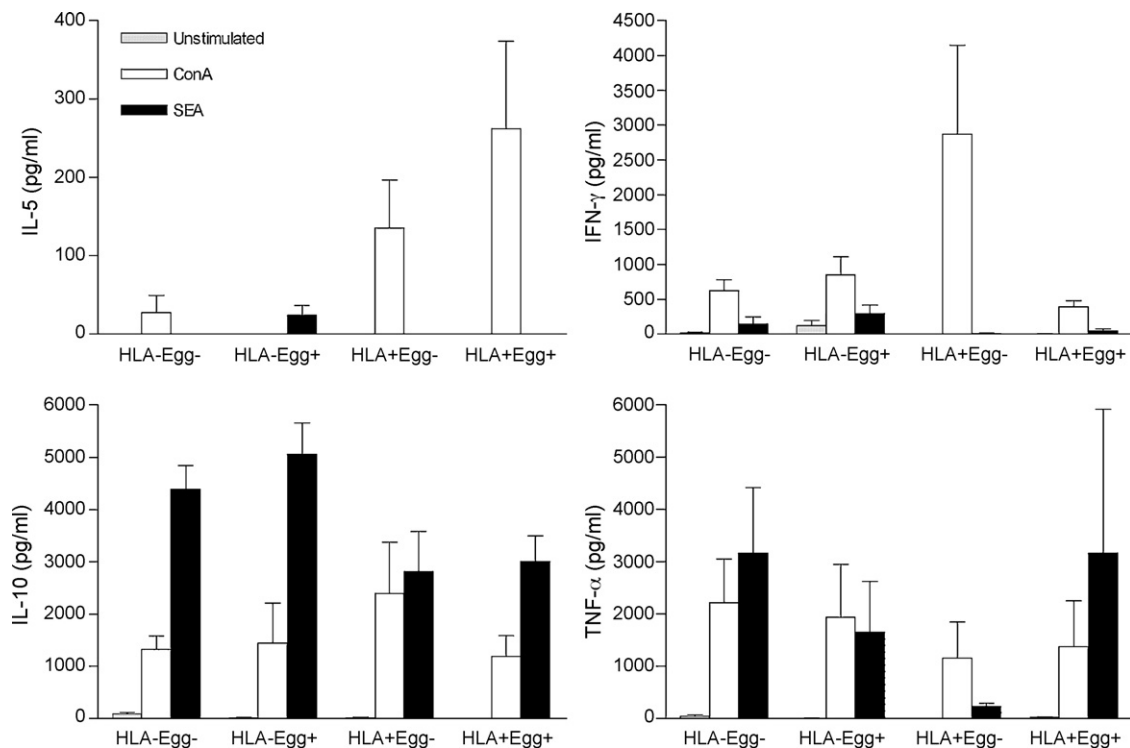 400
300
200
100
0
IL-5 (pg/ml)
Unstimulated
ConA
SEA
HLA-Egg- HLA-Egg+ HLA+Egg- HLA+Egg+
4500
4000
3500
3000
2500
2000
1500
1000
500
0
IFN-γ (pg/ml)
HLA-Egg- HLA-Egg+ HLA+Egg- HLA+Egg+
6000
5000
4000
3000
2000
1000
0
IL-10 (pg/ml)
HLA-Egg- HLA-Egg+ HLA+Egg- HLA+Egg+
6000
5000
4000
3000
2000
1000
0
TNF-α (pg/ml)
HLA-Egg- HLA-Egg+ HLA+Egg- HLA+Egg+